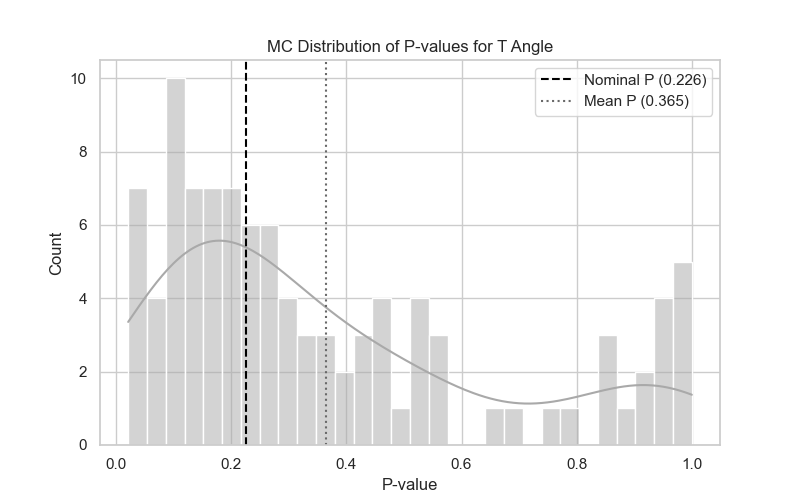 MC Distribution of P-values for T Angle
Nominal P (0.226)
Mean P (0.365)
Count
10
8
6
4
2
0
0.0 0.2 0.4 0.6 0.8 1.0
P-value